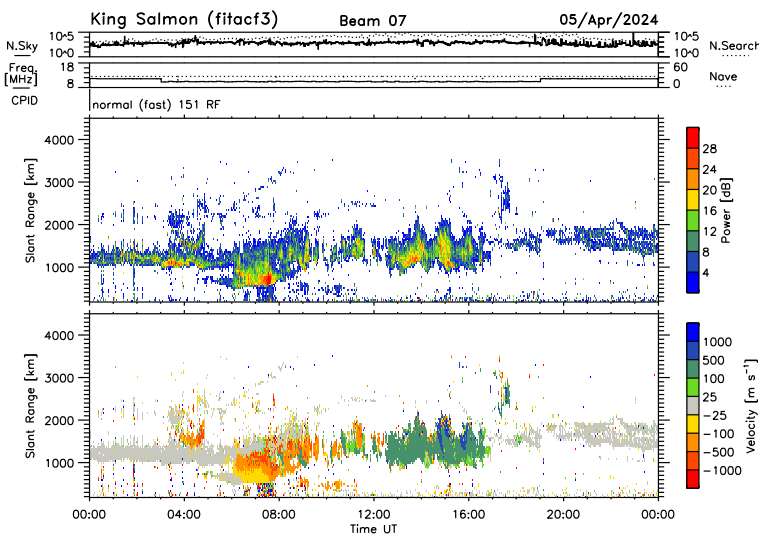 King Salmon (fitacf3) Beam 07 05/Apr/2024
N.Sky 10^5 10^0 10^5 10^0 N.Search
Freq. [MHz] 18 8 60 0 Nave
CPID normal (fast) 151 RF
Slant Range [km] 4000 3000 2000 1000
Power [dB] 28 24 20 16 12 8 4
Slant Range [km] 4000 3000 2000 1000
Velocity [m s⁻¹] 1000 500 100 25 −25 −100 −500 −1000
00:00 04:00 08:00 12:00 16:00 20:00 00:00
Time UT